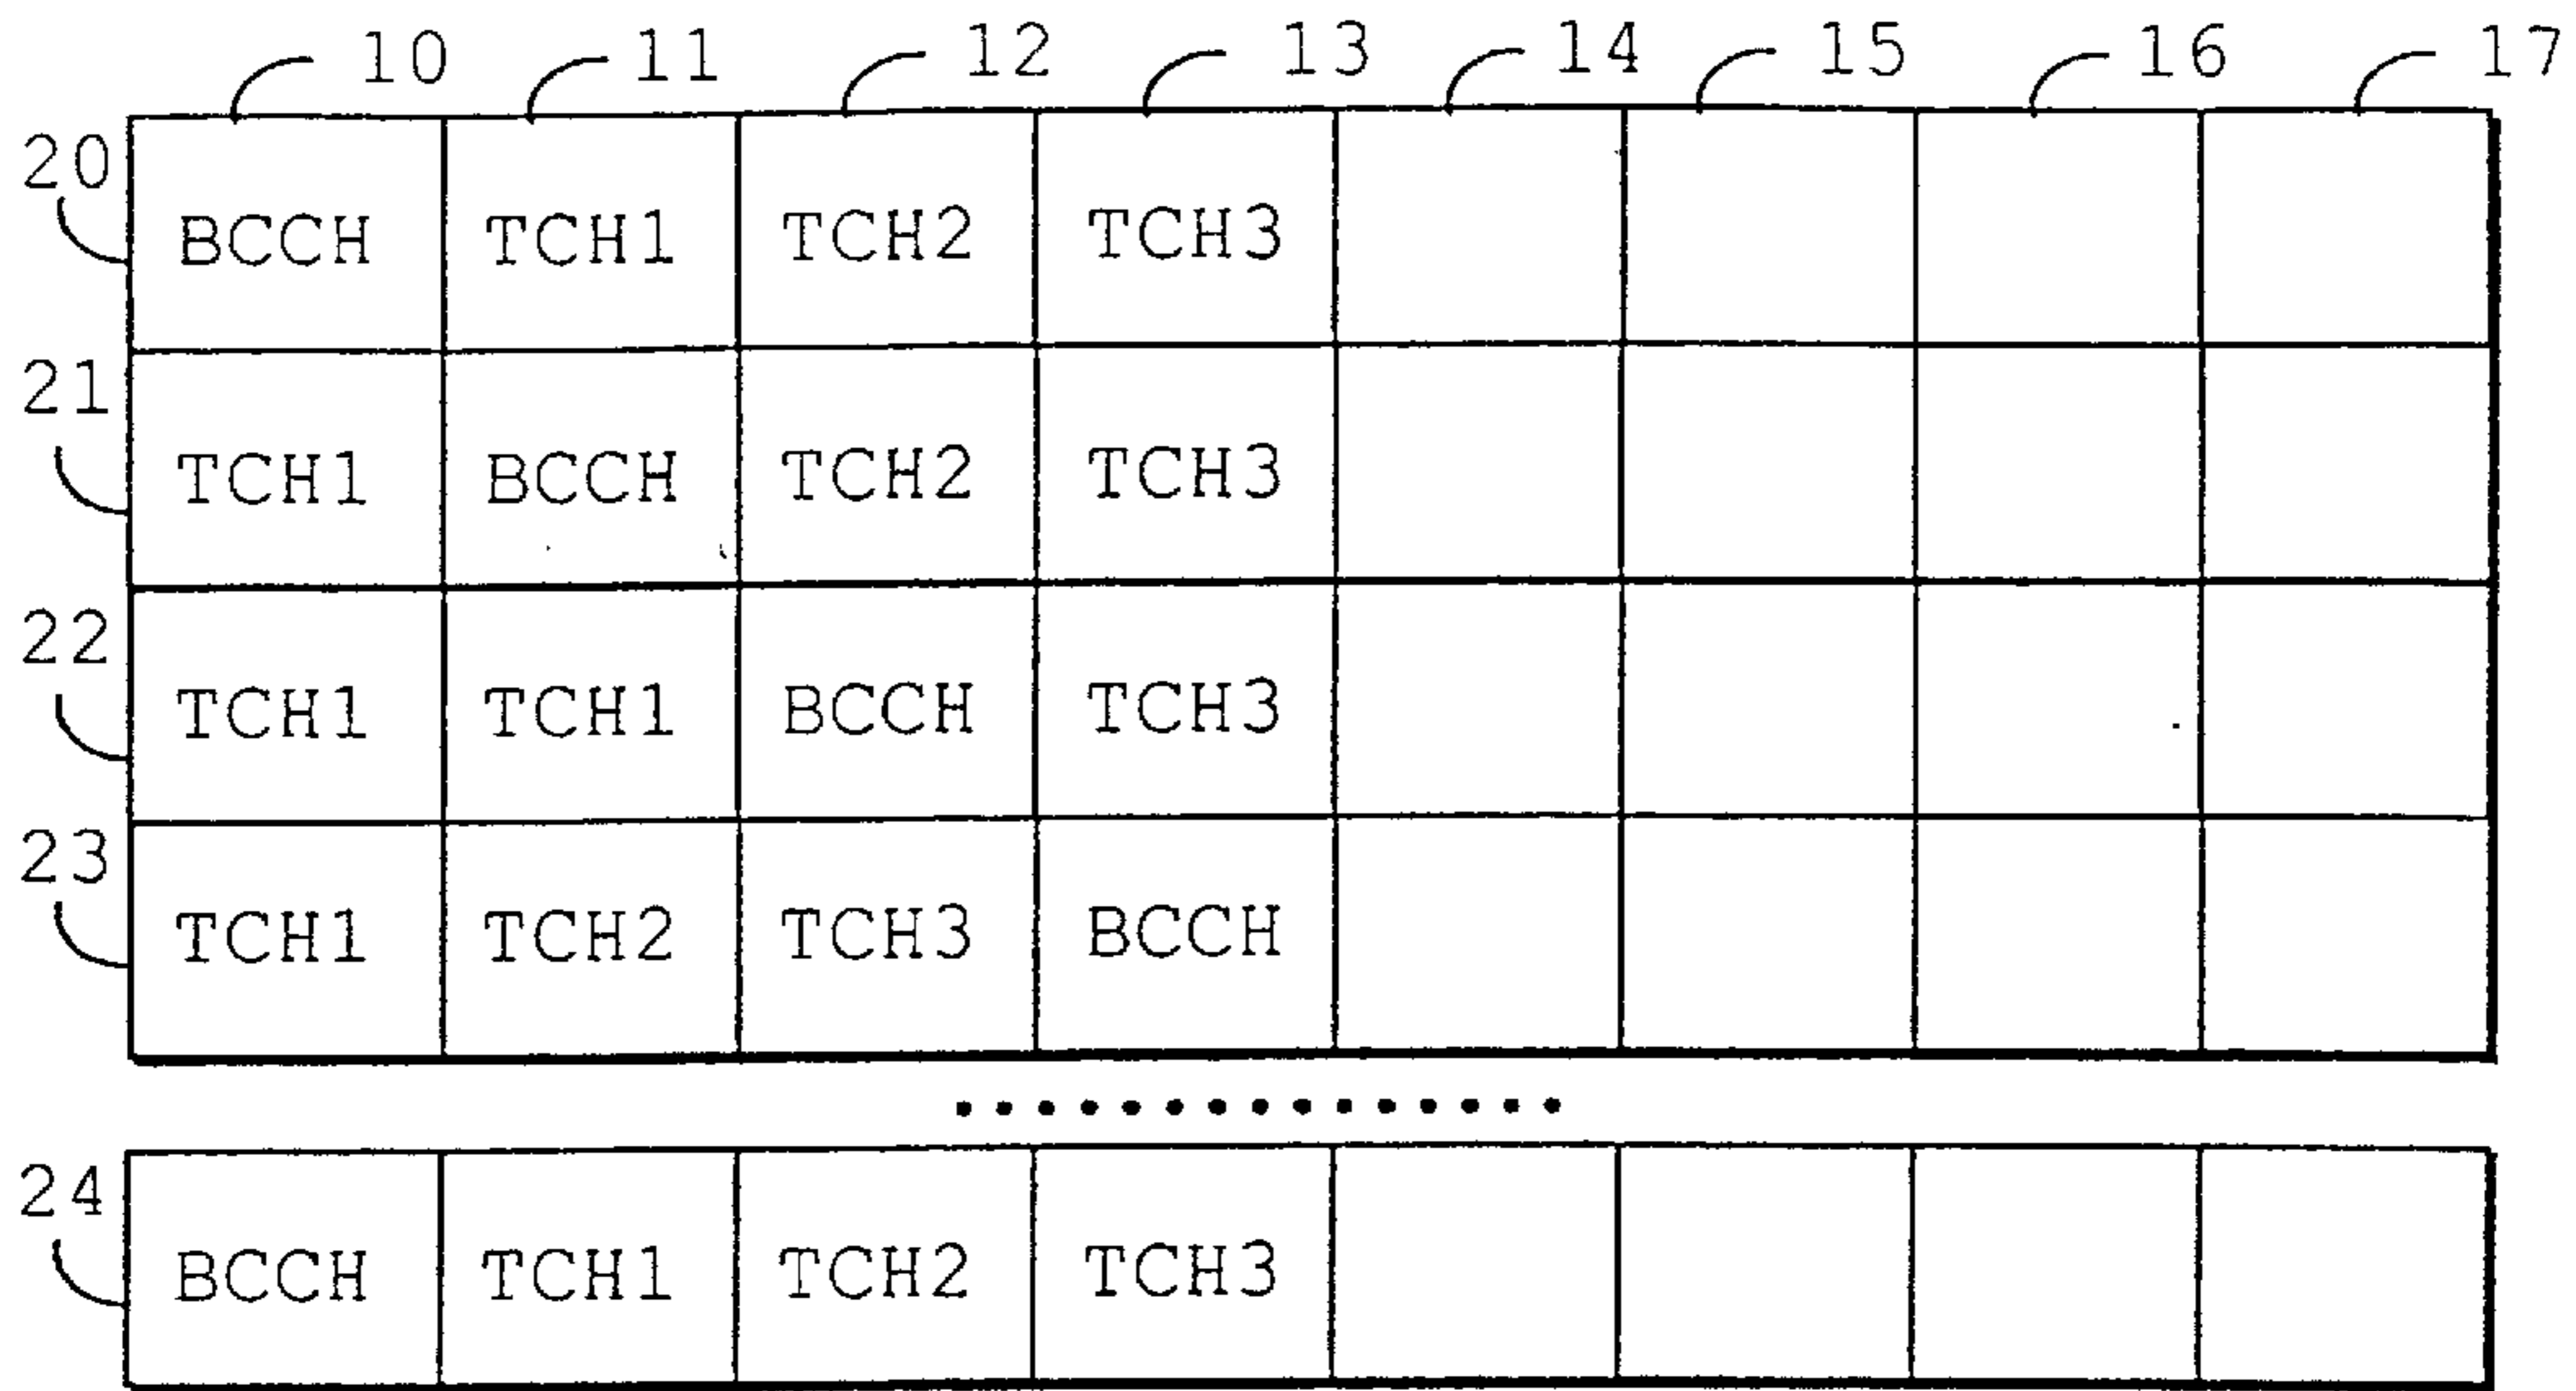 10 11 12 13 14 15 16 17
20
BCCH TCH1 TCH2 TCH3
21
TCH1 BCCH TCH2 TCH3
22
TCH1 TCH1 BCCH TCH3
23
TCH1 TCH2 TCH3 BCCH
24
BCCH TCH1 TCH2 TCH3